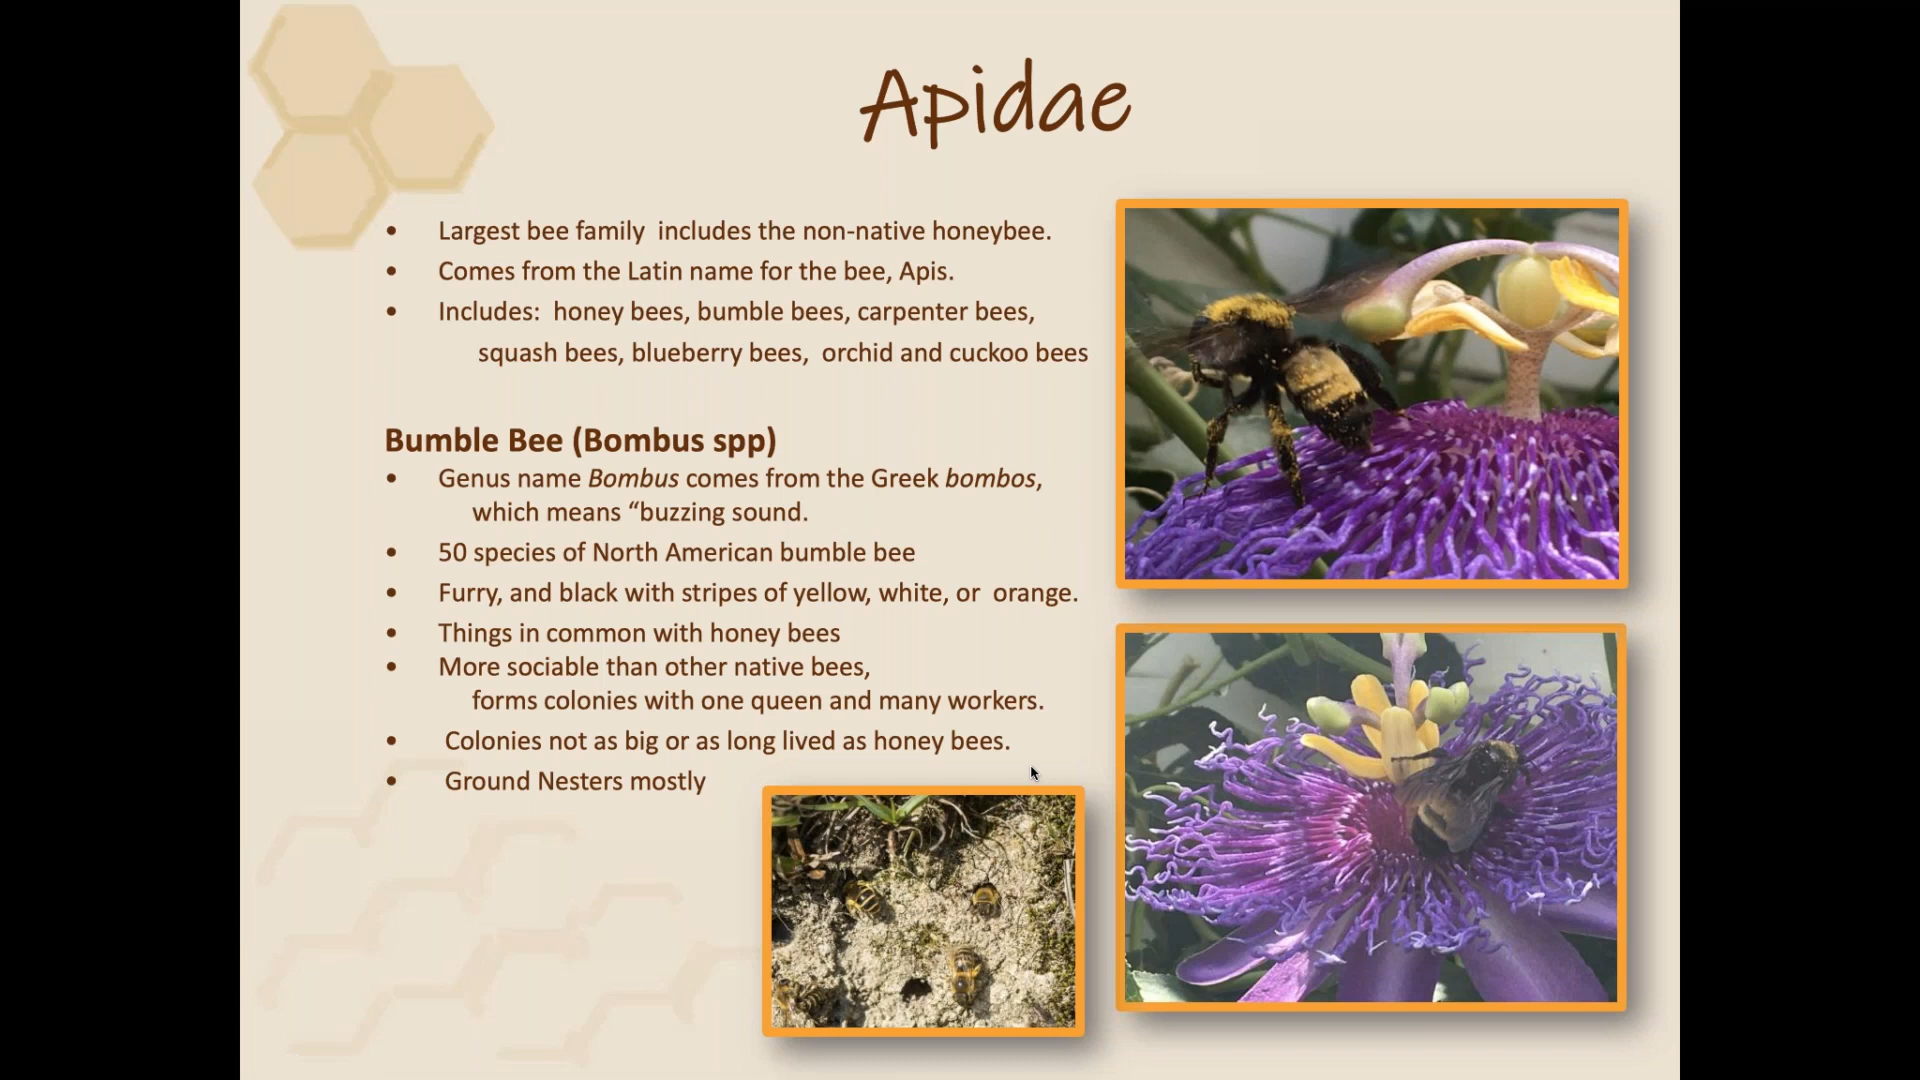 Apidae
• Largest bee family  includes the non-native honeybee.
• Comes from the Latin name for the bee, Apis.
• Includes:  honey bees, bumble bees, carpenter bees,
squash bees, blueberry bees,  orchid and cuckoo bees
Bumble Bee (Bombus spp)
• Genus name Bombus comes from the Greek bombos,
which means “buzzing sound.
• 50 species of North American bumble bee
• Furry, and black with stripes of yellow, white, or  orange.
• Things in common with honey bees
• More sociable than other native bees,
forms colonies with one queen and many workers.
• Colonies not as big or as long lived as honey bees.
• Ground Nesters mostly